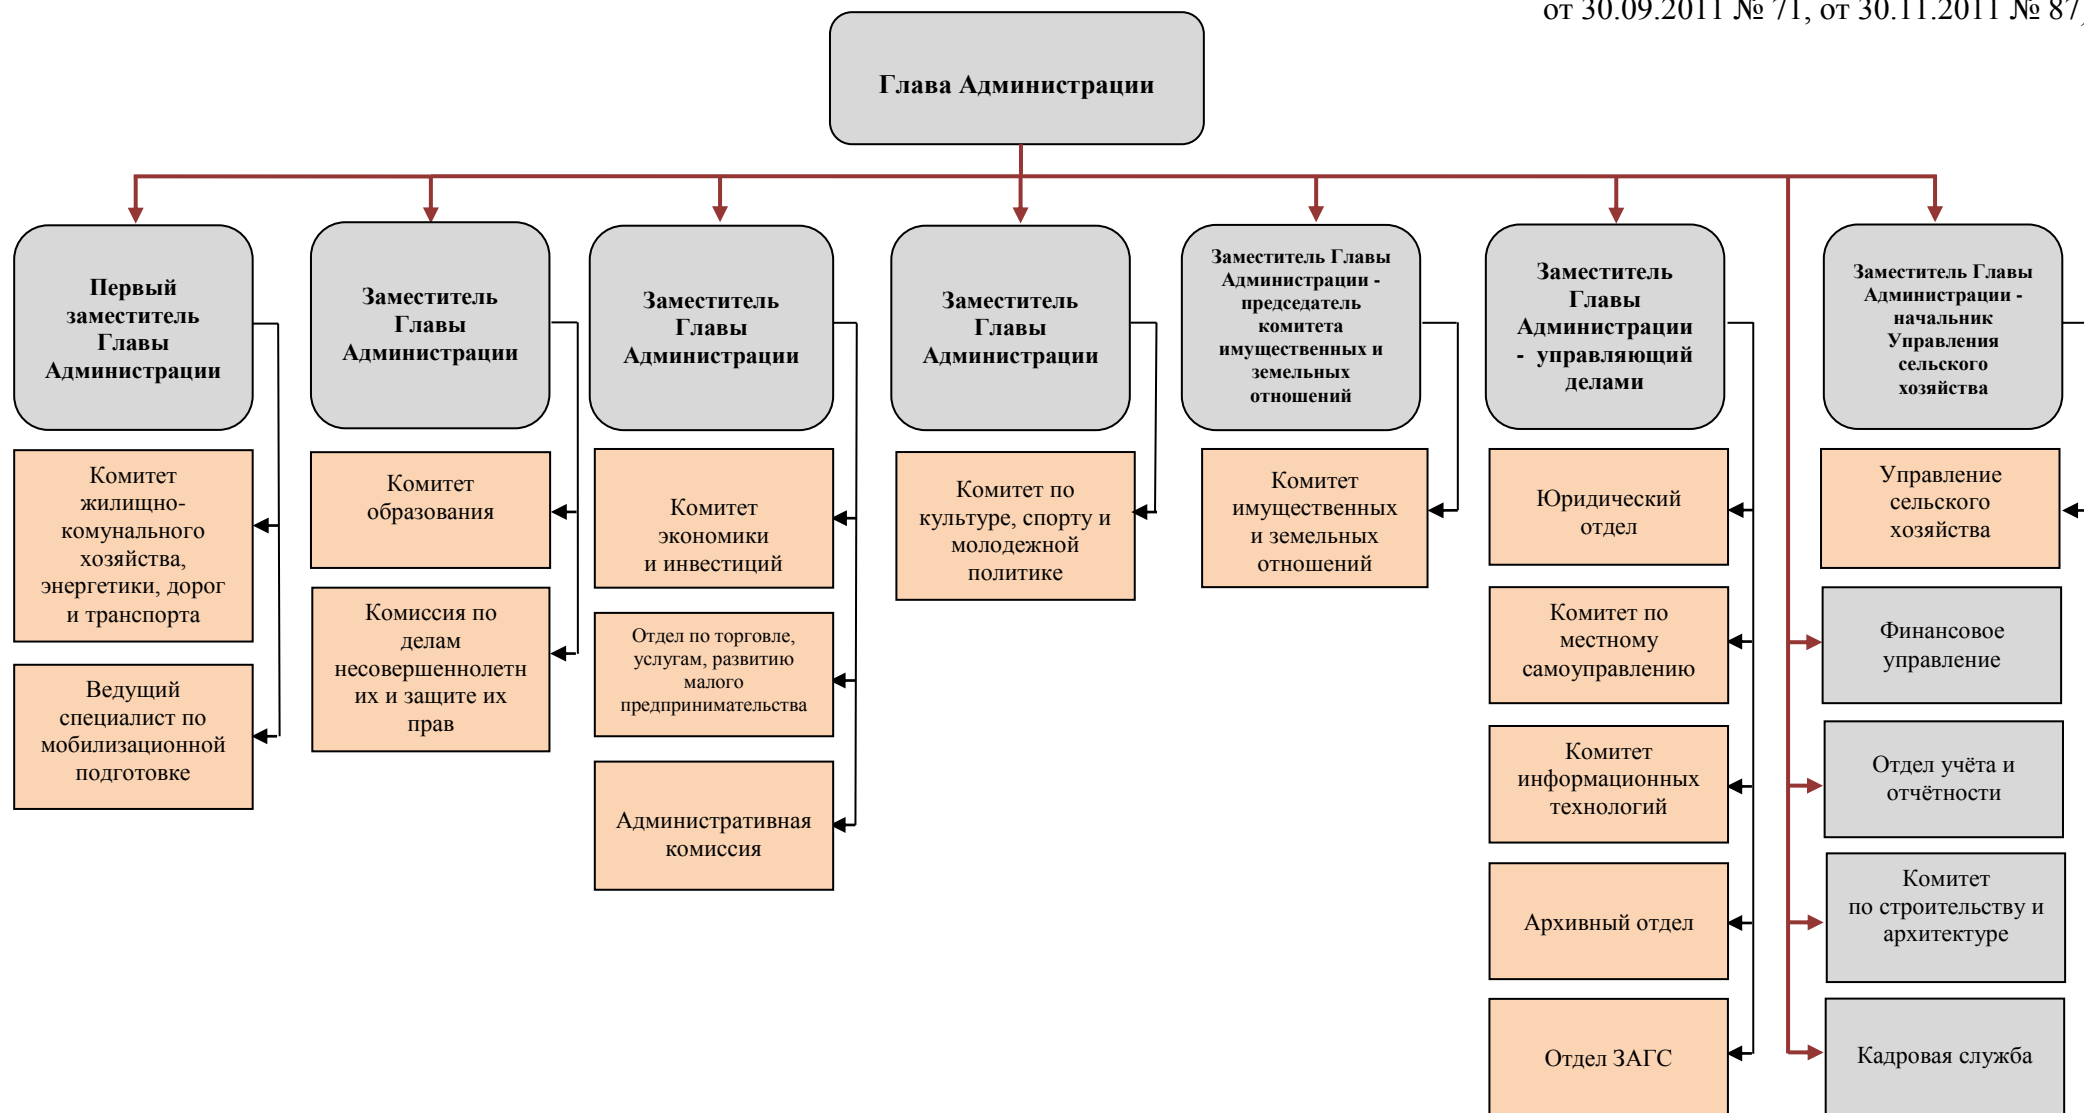 от 30.09.2011 № 71, от 30.11.2011 № 87)
Глава Администрации
Первый
заместитель
Главы
Администрации
Заместитель
Главы
Администрации
Заместитель
Главы
Администрации
Заместитель
Главы
Администрации
Заместитель Главы
Администрации -
председатель
комитета
имущественных и
земельных
отношений
Заместитель
Главы
Администрации
- управляющий
делами
Заместитель Главы
Администрации -
начальник
Управления
сельского
хозяйства
Комитет
жилищно-
комунального
хозяйства,
энергетики, дорог
и транспорта
Ведущий
специалист по
мобилизационной
подготовке
Комитет
образования
Комиссия по
делам
несовершеннолетн
их и защите их
прав
Комитет
экономики
и инвестиций
Отдел по торговле,
услугам, развитию
малого
предпринимательства
Административная
комиссия
Комитет по
культуре, спорту и
молодежной
политике
Комитет
имущественных
и земельных
отношений
Юридический
отдел
Комитет по
местному
самоуправлению
Комитет
информационных
технологий
Архивный отдел
Отдел ЗАГС
Управление
сельского
хозяйства
Финансовое
управление
Отдел учёта и
отчётности
Комитет
по строительству и
архитектуре
Кадровая служба